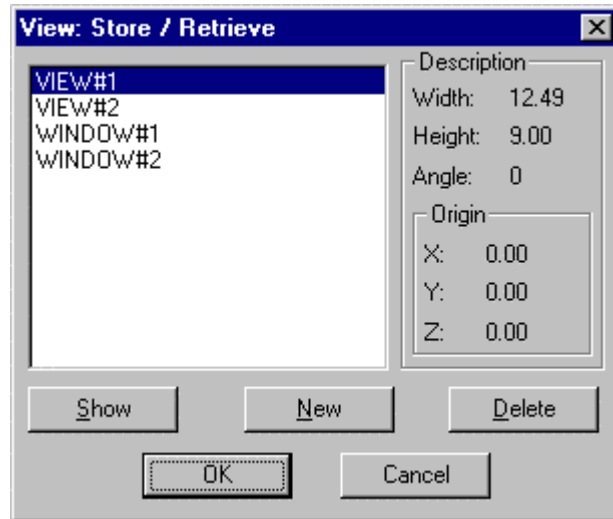 View: Store / Retrieve
VIEW#1
VIEW#2
WINDOW#1
WINDOW#2
Description
Width: 12.49
Height: 9.00
Angle: 0
Origin
X: 0.00
Y: 0.00
Z: 0.00
Show New Delete
OK Cancel